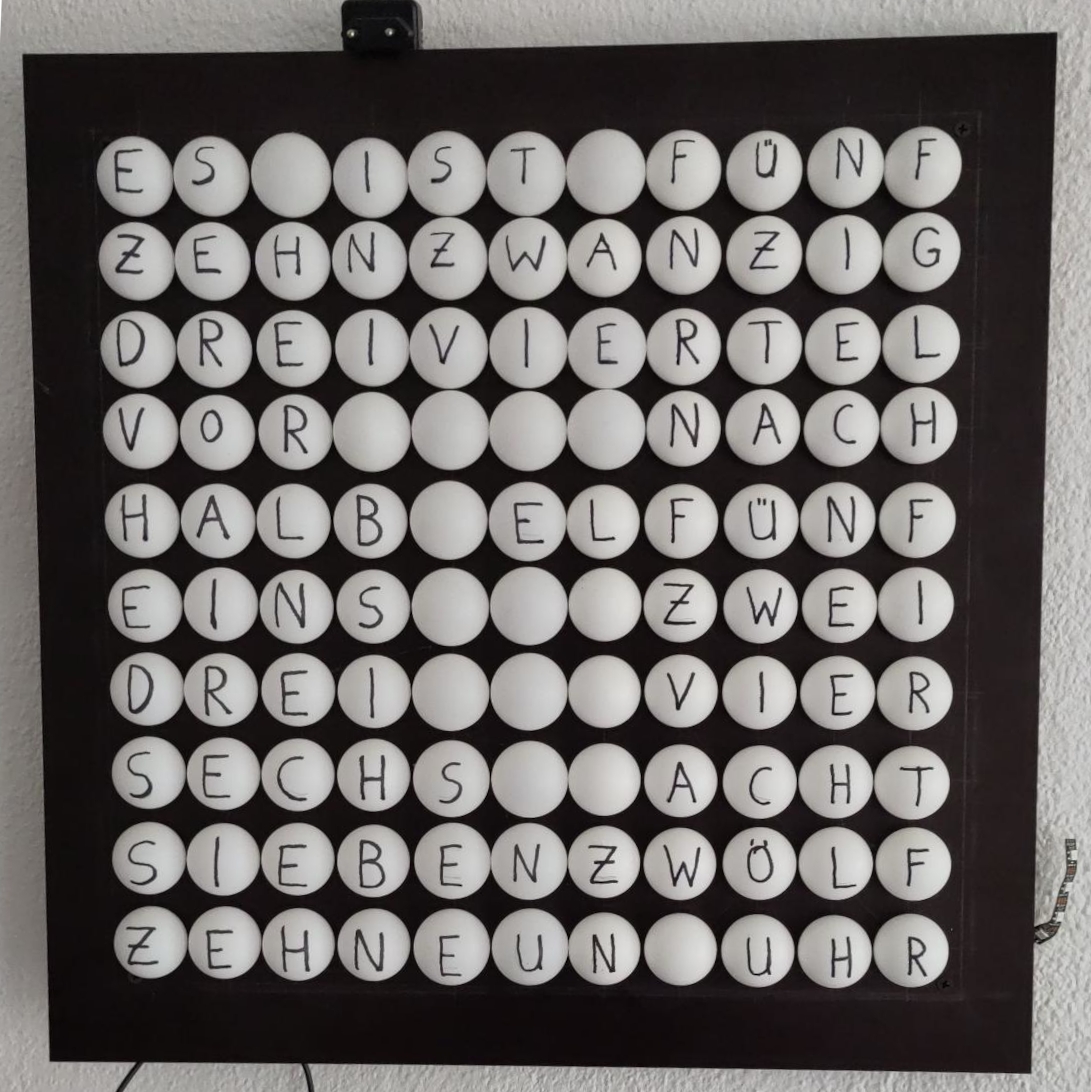 ES IST FÜNF
ZEHNZWANZIG
DREIVIERTEL
VOR NACH
HALB ELFÜNF
EINS ZWEI
DREI VIER
SECHS ACHT
SIEBENZWÖLF
ZEHNEUN UHR